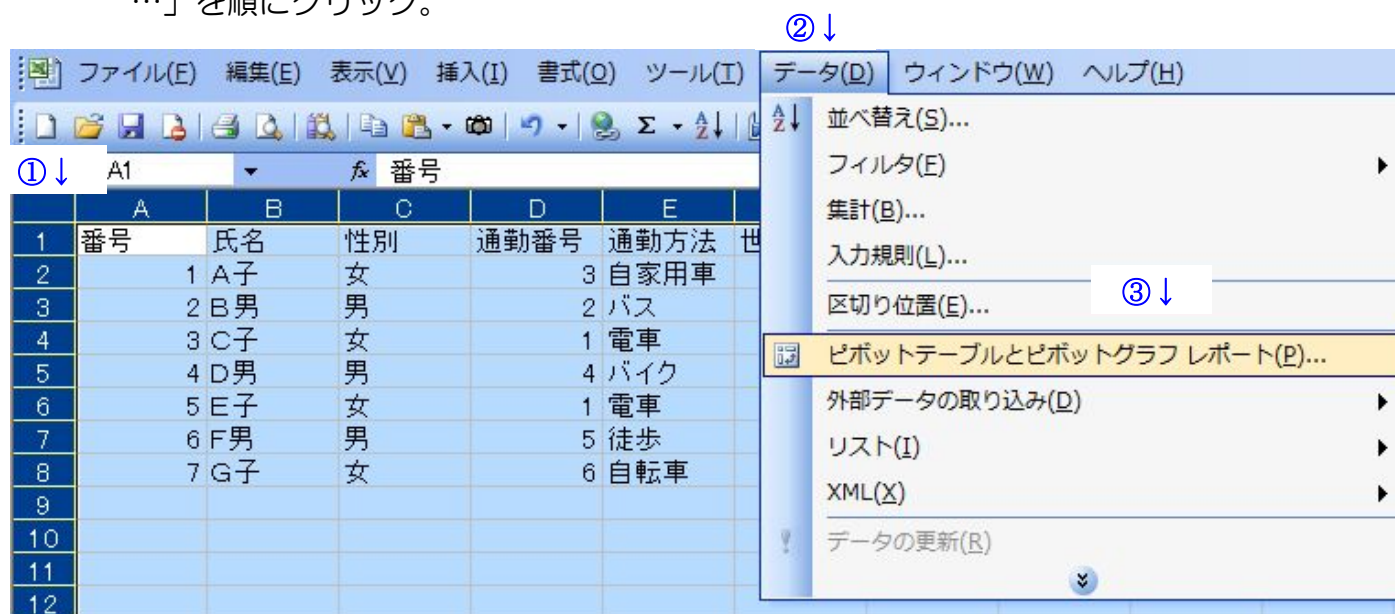 …」を順にクリック。
②↓
ファイル(F) 編集(E) 表示(V) 挿入(I) 書式(O) ツール(T) データ(D) ウィンドウ(W) ヘルプ(H)
①↓ A1 fx 番号
A B C D E
1 番号 氏名 性別 通勤番号 通勤方法 世
2 1 A子 女 3 自家用車
3 2 B男 男 2 バス
4 3 C子 女 1 電車
5 4 D男 男 4 バイク
6 5 E子 女 1 電車
7 6 F男 男 5 徒歩
8 7 G子 女 6 自転車
9
10
11
12
並べ替え(S)...
フィルタ(F)
集計(B)...
入力規則(L)...
③↓
区切り位置(E)...
ピボットテーブルとピボットグラフ レポート(P)...
外部データの取り込み(D)
リスト(I)
XML(X)
データの更新(R)